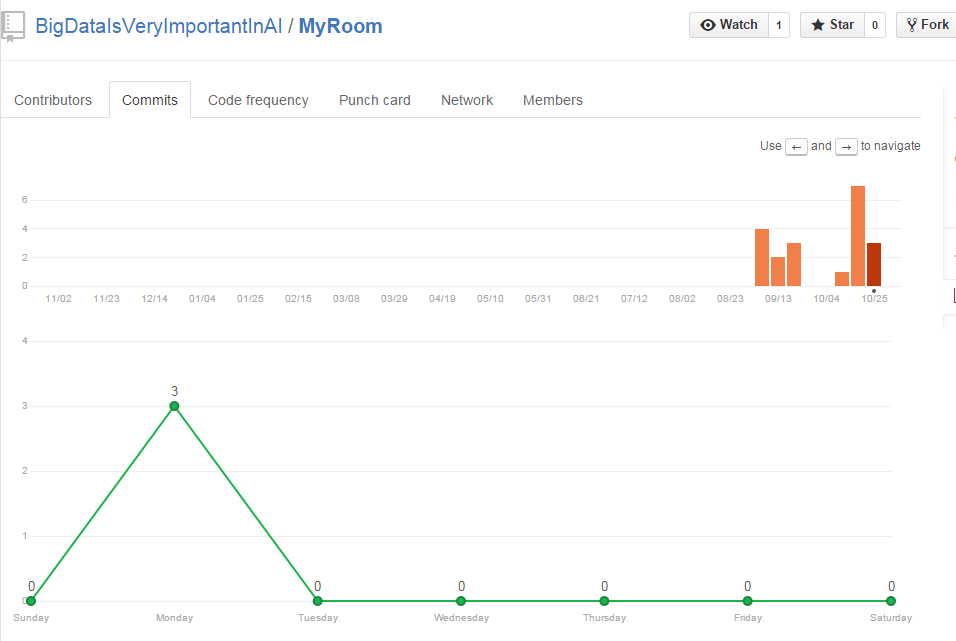 BigDataIsVeryImportantInAI / MyRoom Watch 1 Star 0 Fork
Contributors Commits Code frequency Punch card Network Members
Use ← and → to navigate
6
4
2
0
11/02 11/23 12/14 01/04 01/25 02/15 03/08 03/29 04/19 05/10 05/31 06/21 07/12 08/02 08/23 09/13 10/04 10/25
4
3
3
2
1
0 0 0 0 0 0
0
Sunday Monday Tuesday Wednesday Thursday Friday Saturday